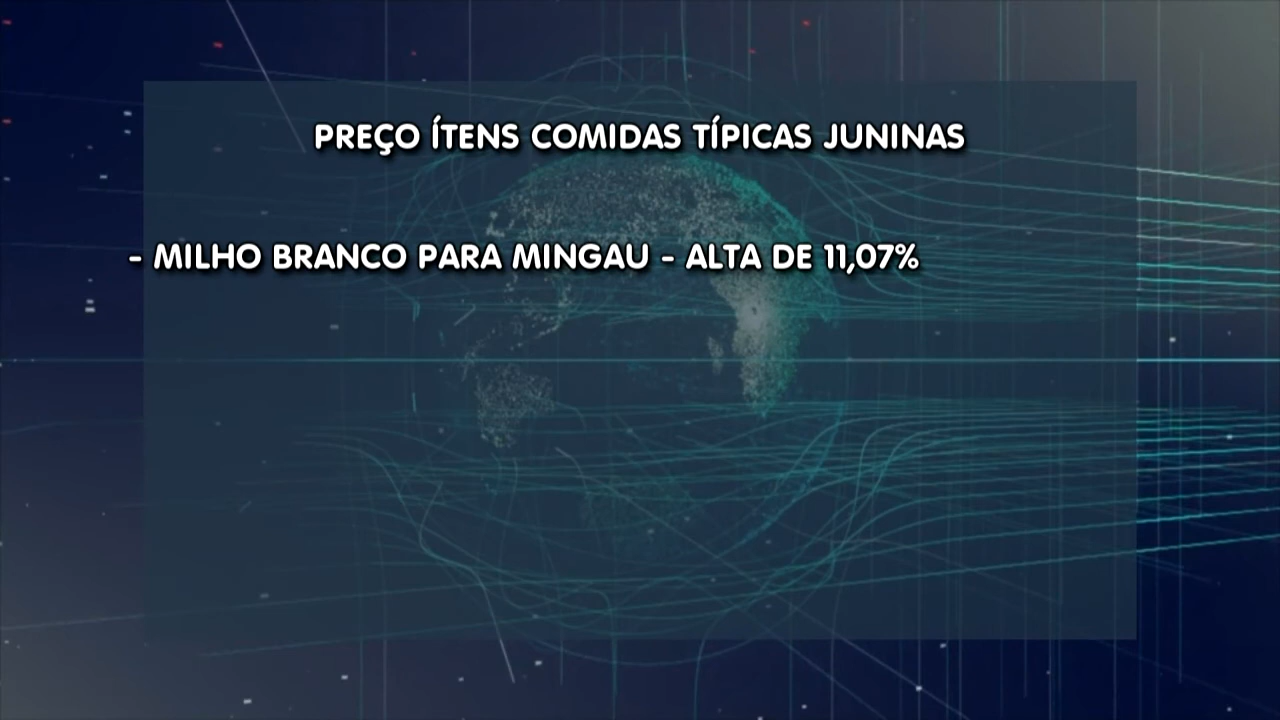 PREÇO ÍTENS COMIDAS TÍPICAS JUNINAS
- MILHO BRANCO PARA MINGAU - ALTA DE 11,07%